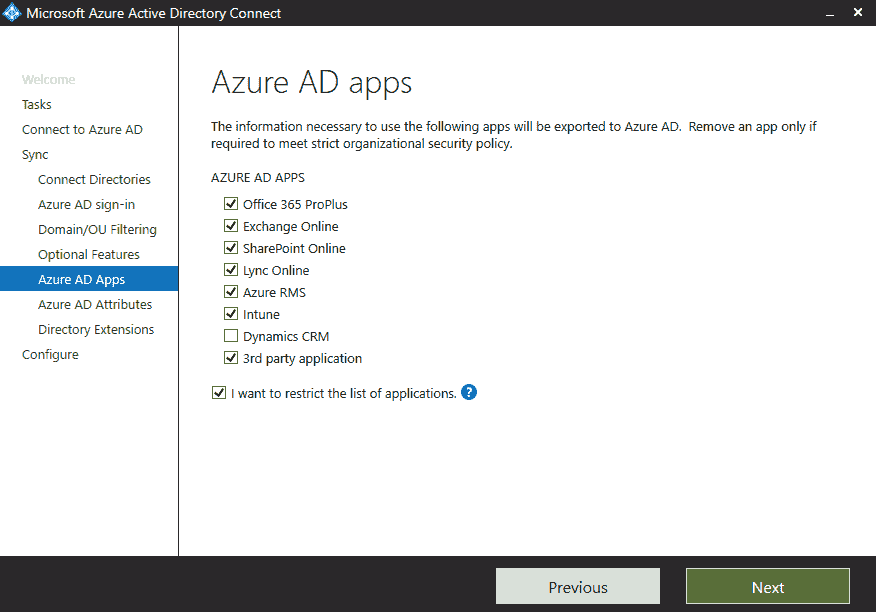 Microsoft Azure Active Directory Connect
Welcome
Tasks
Connect to Azure AD
Sync
Connect Directories
Azure AD sign-in
Domain/OU Filtering
Optional Features
Azure AD Apps
Azure AD Attributes
Directory Extensions
Configure
Azure AD apps
The information necessary to use the following apps will be exported to Azure AD.  Remove an app only if
required to meet strict organizational security policy.
AZURE AD APPS
Office 365 ProPlus
Exchange Online
SharePoint Online
Lync Online
Azure RMS
Intune
Dynamics CRM
3rd party application
I want to restrict the list of applications. ?
Previous
Next